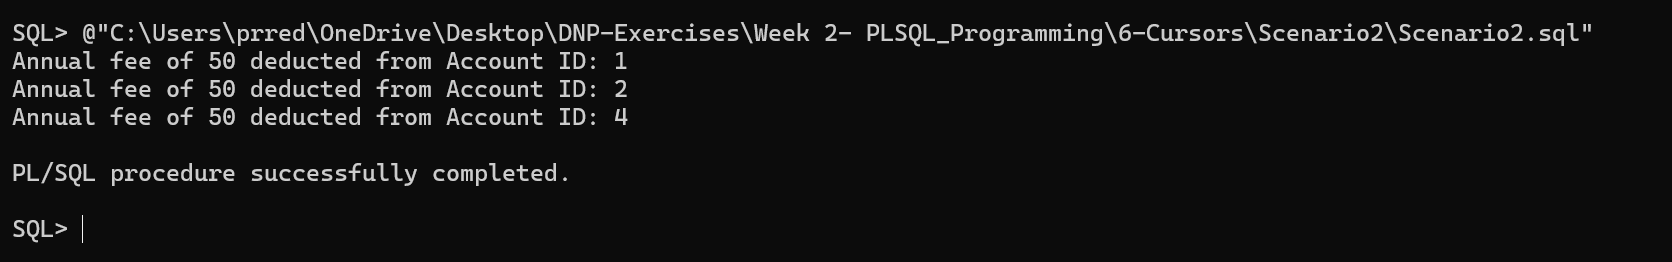 SQL> @"C:\Users\prred\OneDrive\Desktop\DNP-Exercises\Week 2- PLSQL_Programming\6-Cursors\Scenario2\Scenario2.sql"
Annual fee of 50 deducted from Account ID: 1
Annual fee of 50 deducted from Account ID: 2
Annual fee of 50 deducted from Account ID: 4
PL/SQL procedure successfully completed.
SQL>